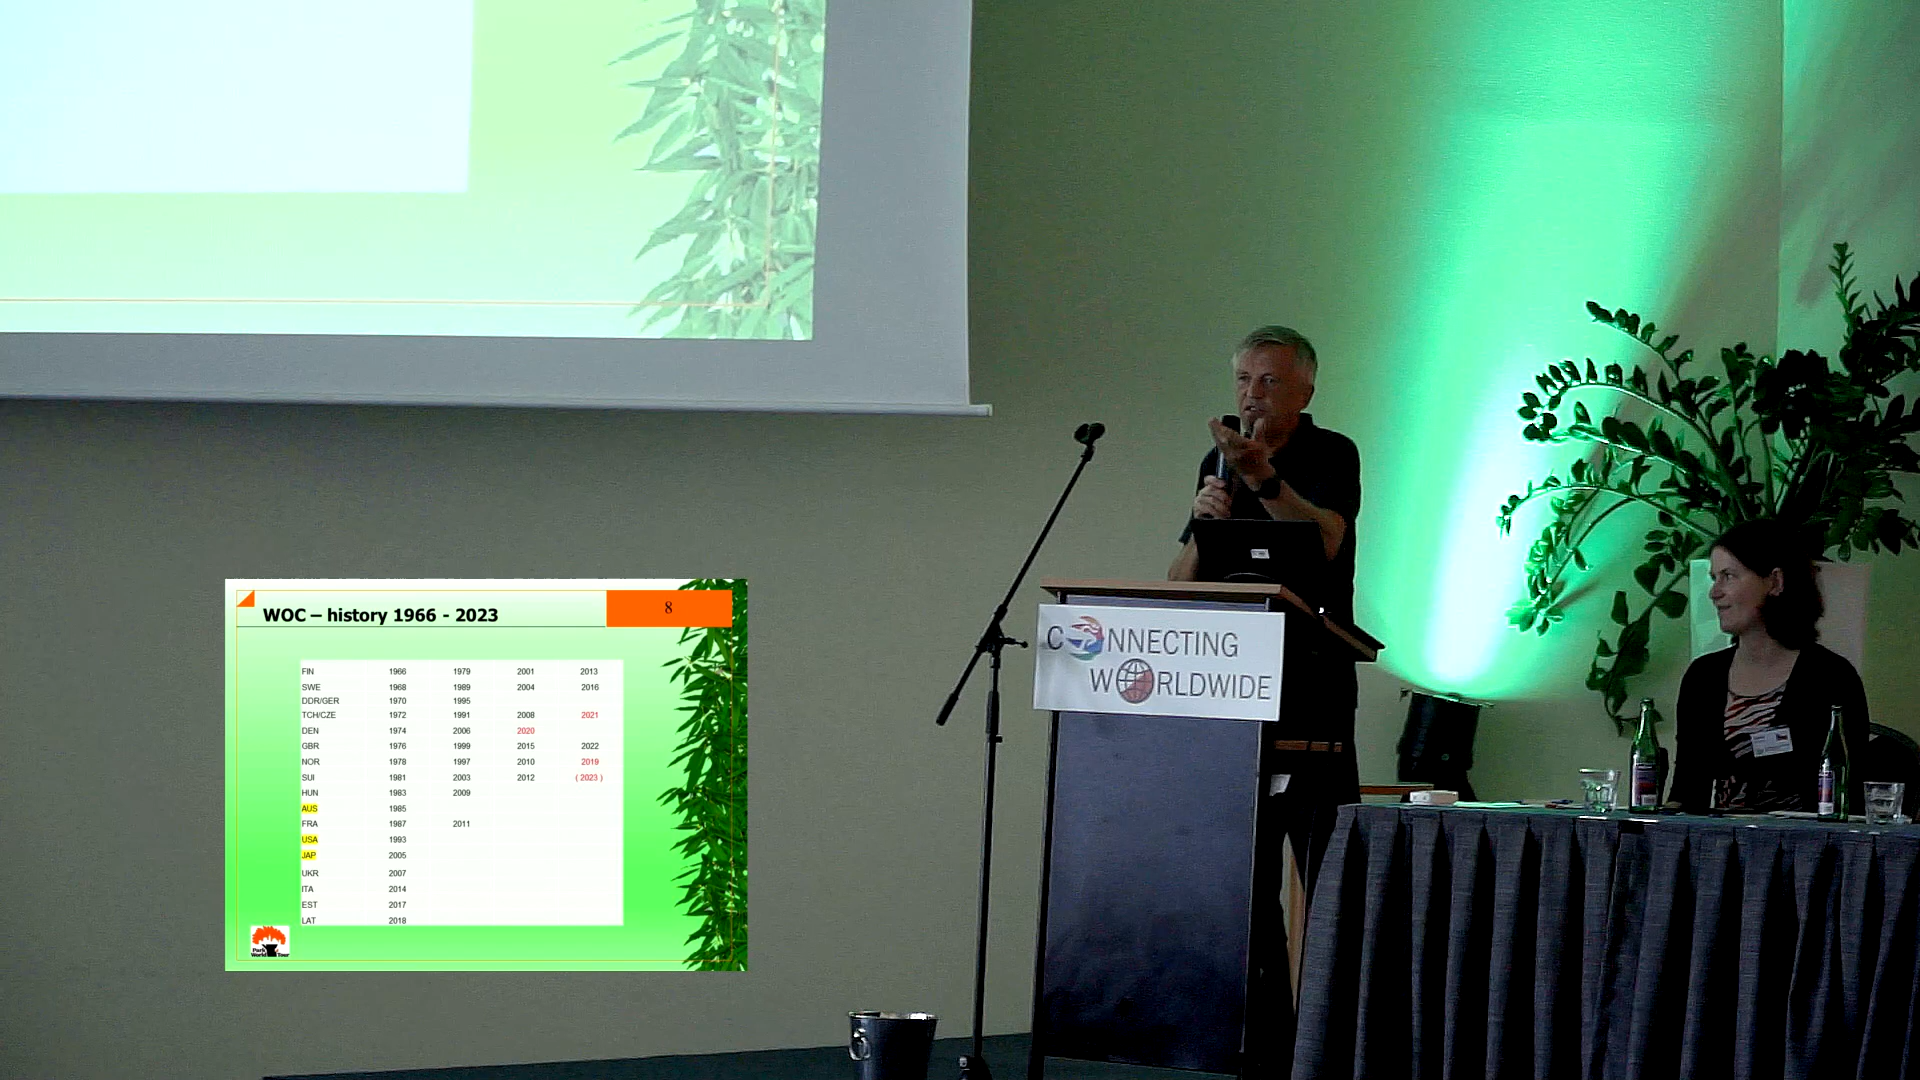 WOC – history 1966 - 2023
8
FIN 1966 1979 2001 2013
SWE 1968 1989 2004 2016
DDR/GER 1970 1995
TCH/CZE 1972 1991 2008 2021
DEN 1974 2006 2020
GBR 1976 1999 2015 2022
NOR 1978 1997 2010 2019
SUI 1981 2003 2012 ( 2023 )
HUN 1983 2009
AUS 1985
FRA 1987 2011
USA 1993
JAP 2005
UKR 2007
ITA 2014
EST 2017
LAT 2018
Park
World Tour
CONNECTING
WORLDWIDE